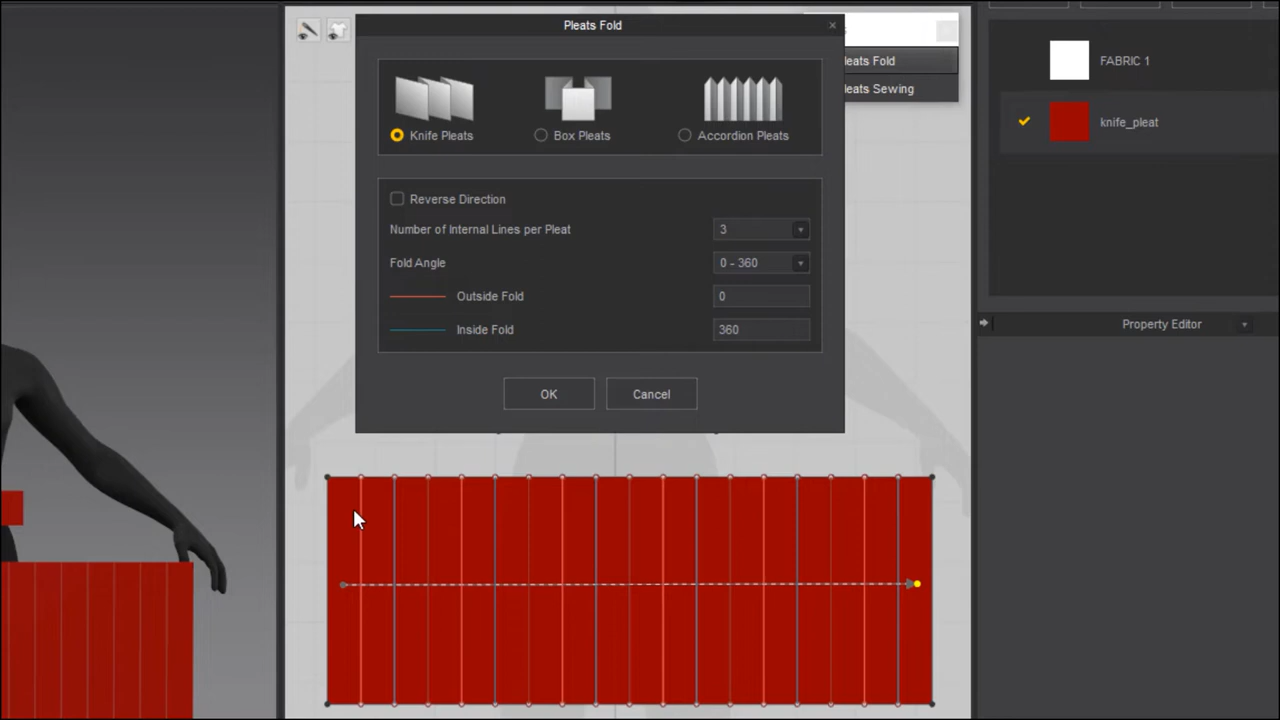 Pleats Fold
Knife Pleats
Box Pleats
Accordion Pleats
Reverse Direction
Number of Internal Lines per Pleat
3
Fold Angle
0 - 360
Outside Fold
0
Inside Fold
360
OK
Cancel
leats Fold
leats Sewing
FABRIC 1
knife_pleat
Property Editor